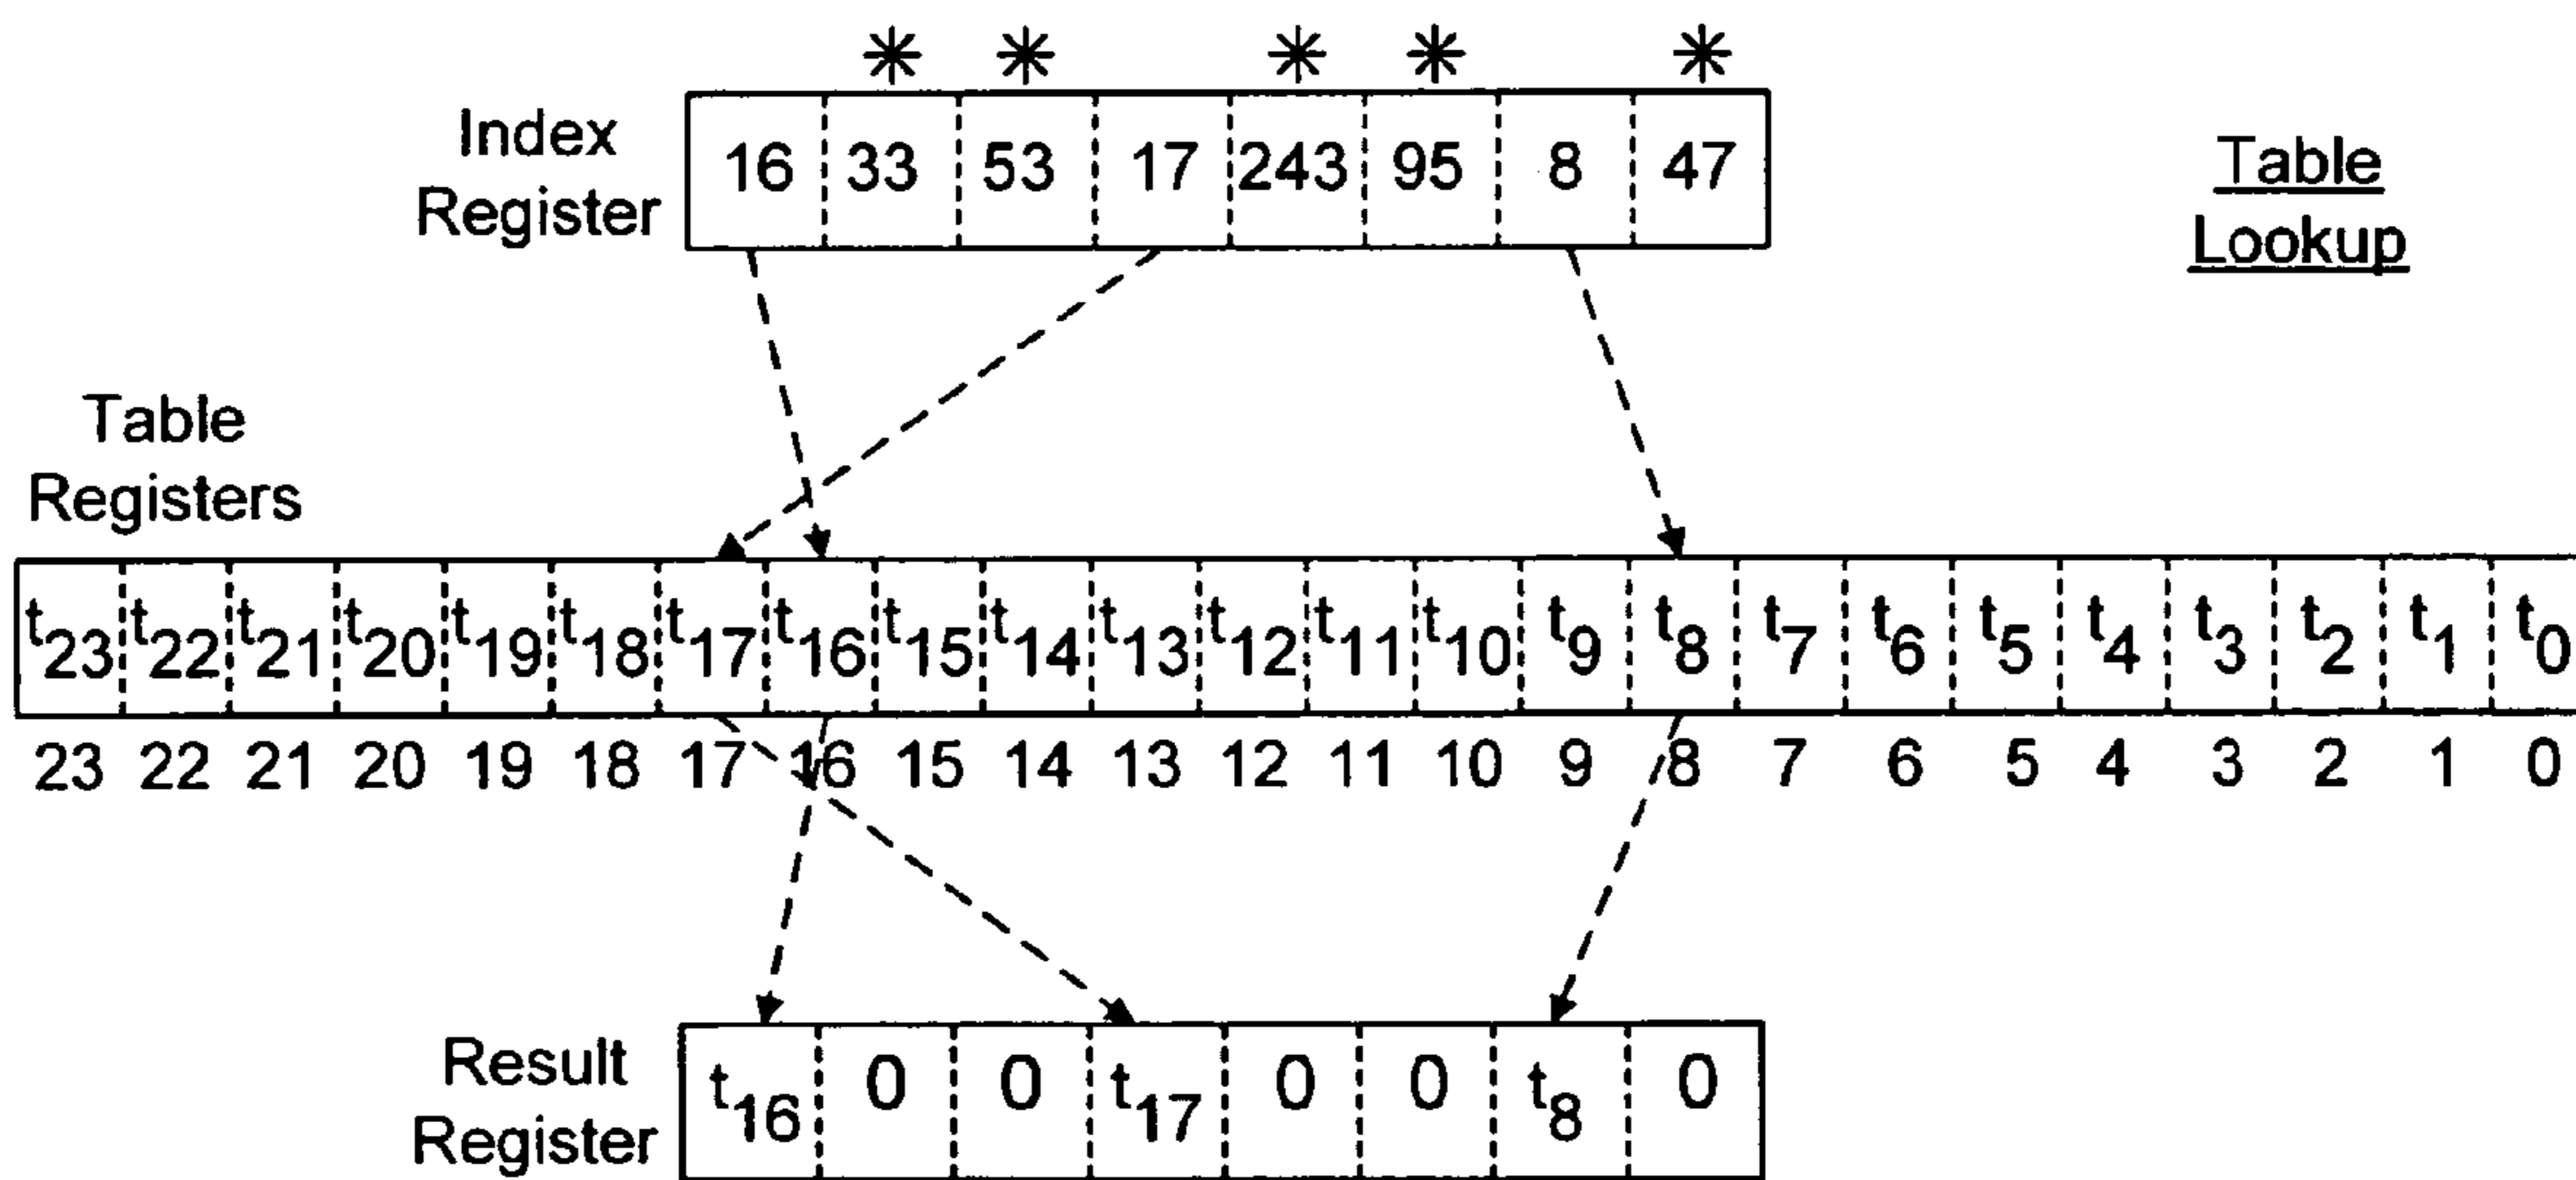 * * * * *
Index
Register
16 33 53 17 243 95 8 47
Table
Lookup
Table
Registers
t23 t22 t21 t20 t19 t18 t17 t16 t15 t14 t13 t12 t11 t10 t9 t8 t7 t6 t5 t4 t3 t2 t1 t0
23 22 21 20 19 18 17 16 15 14 13 12 11 10 9 8 7 6 5 4 3 2 1 0
Result
Register
t16 0 0 t17 0 0 t8 0